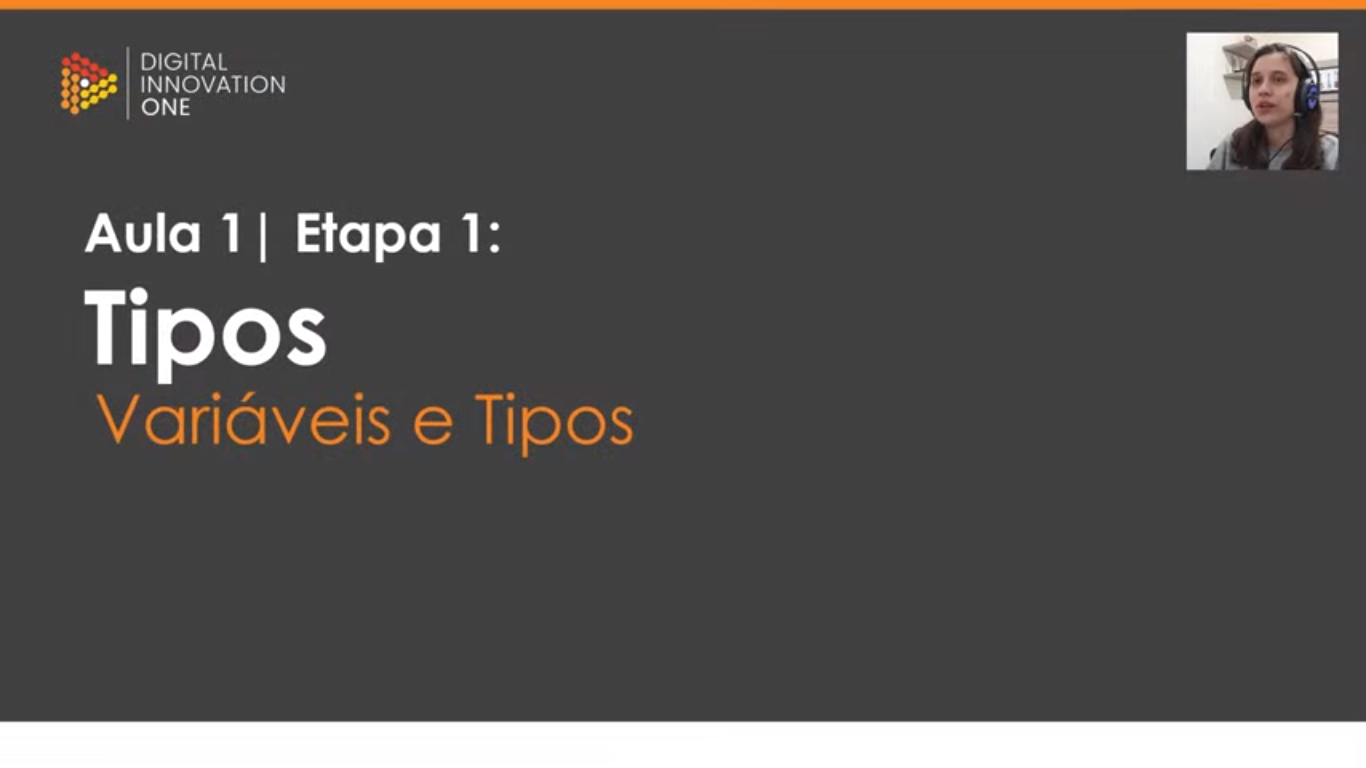 DIGITAL
INNOVATION
ONE
Aula 1| Etapa 1:
Tipos
Variáveis e Tipos